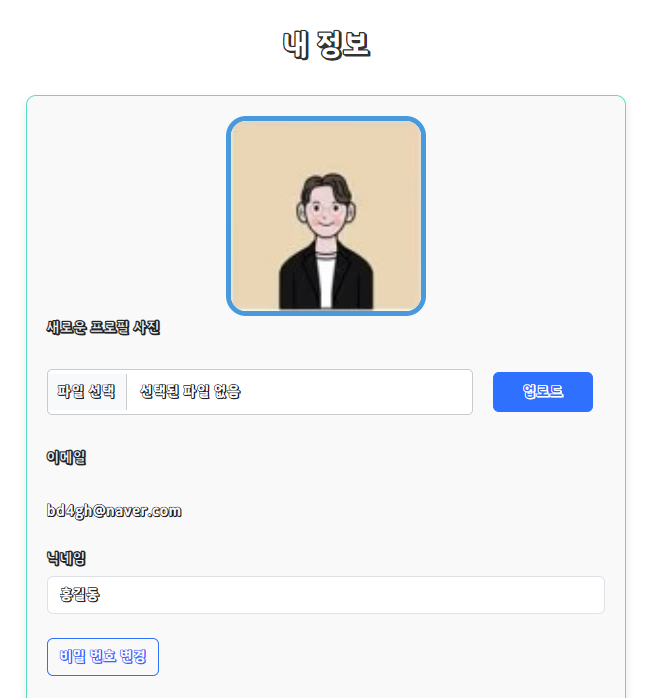 내 정보
새로운 프로필 사진
파일 선택 선택된 파일 없음 업로드
이메일
bd4gh@naver.com
닉네임
홍길동
비밀 번호 변경